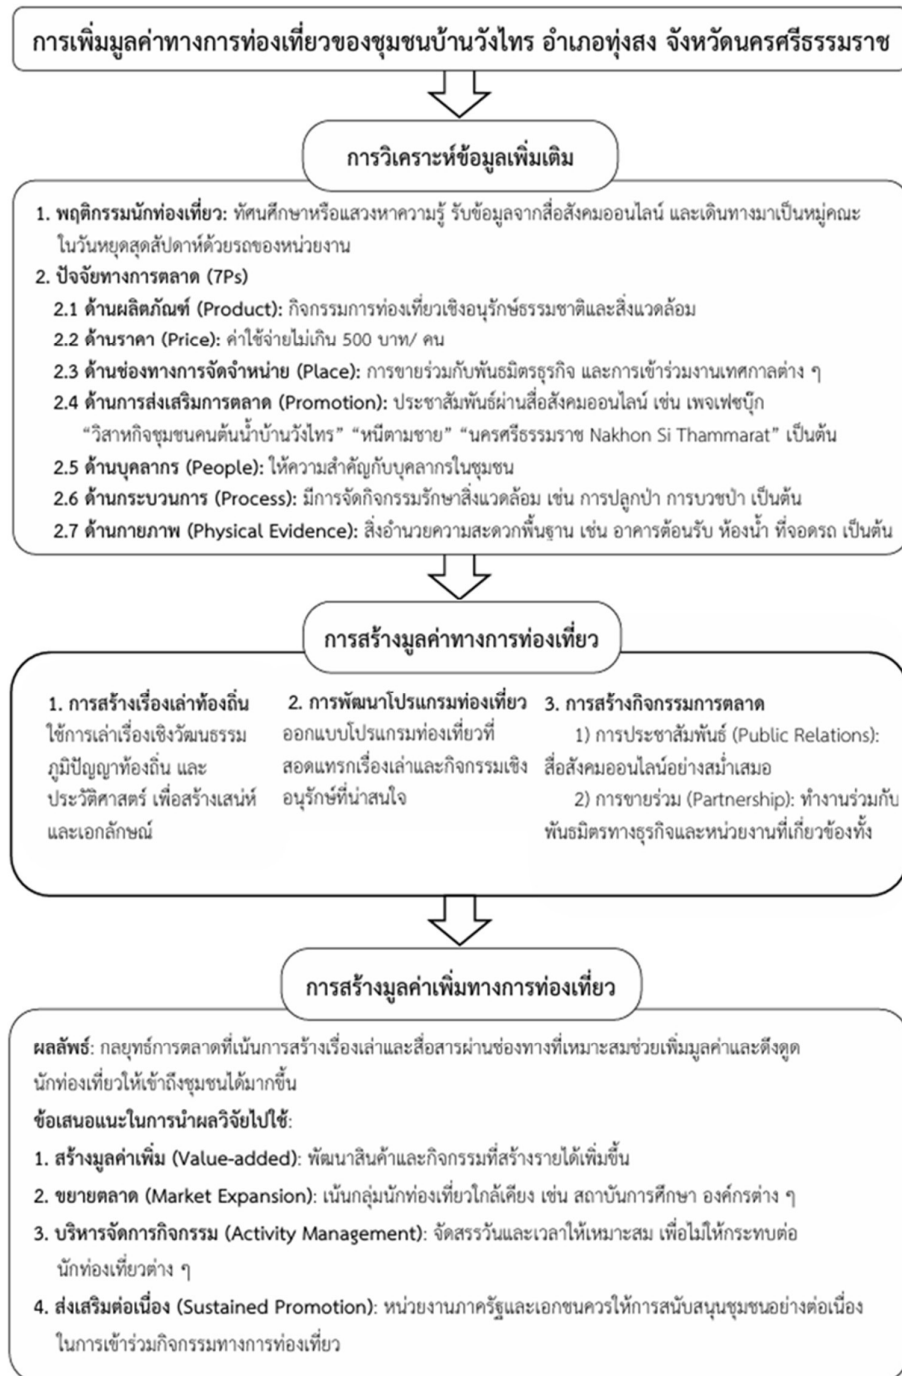 การเพิ่มมูลค่าทางการท่องเที่ยวของชุมชนบ้านวังไทร อำเภอทุ่งสง จังหวัดนครศรีธรรมราช
การวิเคราะห์ข้อมูลเพิ่มเติม
1. พฤติกรรมนักท่องเที่ยว: ทัศนศึกษาหรือแสวงหาความรู้ รับข้อมูลจากสื่อสังคมออนไลน์ และเดินทางมาเป็นหมู่คณะ
ในวันหยุดสุดสัปดาห์ด้วยรถของหน่วยงาน
2. ปัจจัยทางการตลาด (7Ps)
2.1 ด้านผลิตภัณฑ์ (Product): กิจกรรมการท่องเที่ยวเชิงอนุรักษ์ธรรมชาติและสิ่งแวดล้อม
2.2 ด้านราคา (Price): ค่าใช้จ่ายไม่เกิน 500 บาท/ คน
2.3 ด้านช่องทางการจัดจำหน่าย (Place): การขายร่วมกับพันธมิตรธุรกิจ และการเข้าร่วมงานเทศกาลต่าง ๆ
2.4 ด้านการส่งเสริมการตลาด (Promotion): ประชาสัมพันธ์ผ่านสื่อสังคมออนไลน์ เช่น เพจเฟซบุ๊ก
“วิสาหกิจชุมชนคนต้นน้ำบ้านวังไทร” “หนีตามชาย” “นครศรีธรรมราช Nakhon Si Thammarat” เป็นต้น
2.5 ด้านบุคลากร (People): ให้ความสำคัญกับบุคลากรในชุมชน
2.6 ด้านกระบวนการ (Process): มีการจัดกิจกรรมรักษาสิ่งแวดล้อม เช่น การปลูกป่า การบวชป่า เป็นต้น
2.7 ด้านกายภาพ (Physical Evidence): สิ่งอำนวยความสะดวกพื้นฐาน เช่น อาคารต้อนรับ ห้องน้ำ ที่จอดรถ เป็นต้น
การสร้างมูลค่าทางการท่องเที่ยว
1. การสร้างเรื่องเล่าท้องถิ่น
ใช้การเล่าเรื่องเชิงวัฒนธรรม
ภูมิปัญญาท้องถิ่น และ
ประวัติศาสตร์ เพื่อสร้างเสน่ห์
และเอกลักษณ์
2. การพัฒนาโปรแกรมท่องเที่ยว
ออกแบบโปรแกรมท่องเที่ยวที่
สอดแทรกเรื่องเล่าและกิจกรรมเชิง
อนุรักษ์ที่น่าสนใจ
3. การสร้างกิจกรรมการตลาด
1) การประชาสัมพันธ์ (Public Relations):
สื่อสังคมออนไลน์อย่างสม่ำเสมอ
2) การขายร่วม (Partnership): ทำงานร่วมกับ
พันธมิตรทางธุรกิจและหน่วยงานที่เกี่ยวข้องทั้ง
การสร้างมูลค่าเพิ่มทางการท่องเที่ยว
ผลลัพธ์: กลยุทธ์การตลาดที่เน้นการสร้างเรื่องเล่าและสื่อสารผ่านช่องทางที่เหมาะสมช่วยเพิ่มมูลค่าและดึงดูด
นักท่องเที่ยวให้เข้าถึงชุมชนได้มากขึ้น
ข้อเสนอแนะในการนำผลวิจัยไปใช้:
1. สร้างมูลค่าเพิ่ม (Value-added): พัฒนาสินค้าและกิจกรรมที่สร้างรายได้เพิ่มขึ้น
2. ขยายตลาด (Market Expansion): เน้นกลุ่มนักท่องเที่ยวใกล้เคียง เช่น สถาบันการศึกษา องค์กรต่าง ๆ
3. บริหารจัดการกิจกรรม (Activity Management): จัดสรรวันและเวลาให้เหมาะสม เพื่อไม่ให้กระทบต่อ
นักท่องเที่ยวต่าง ๆ
4. ส่งเสริมต่อเนื่อง (Sustained Promotion): หน่วยงานภาครัฐและเอกชนควรให้การสนับสนุนชุมชนอย่างต่อเนื่อง
ในการเข้าร่วมกิจกรรมทางการท่องเที่ยว